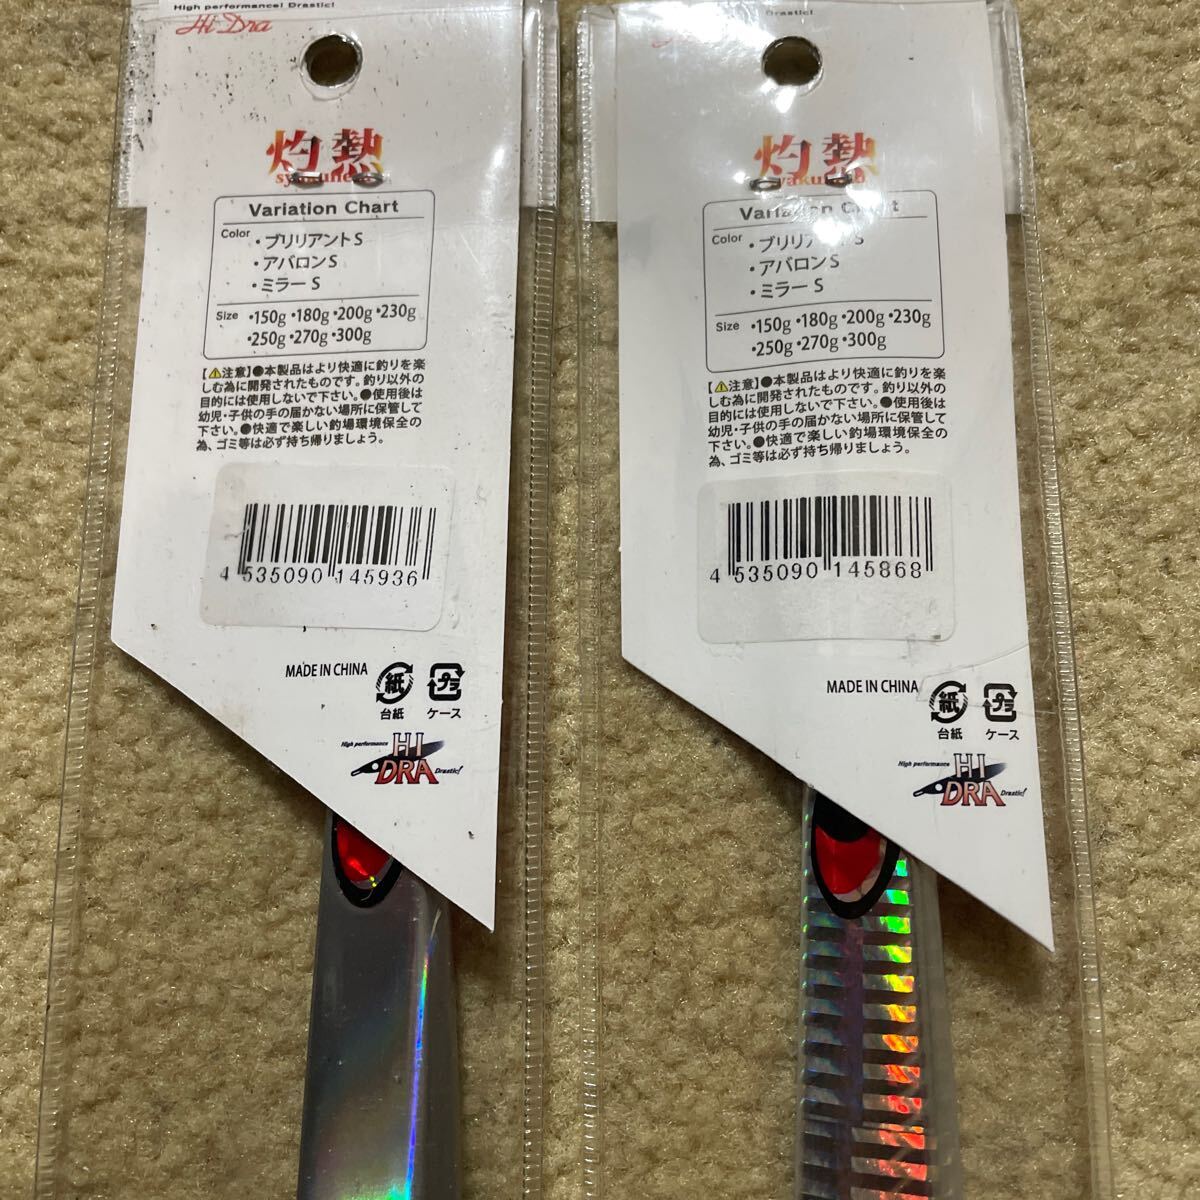 High performance! Drastic!
Hi Dra
灼熱
Variation Chart
Color
・ブリリアント S
・アバロン S
・ミラー S
Size ・150g ・180g ・200g ・230g
・250g ・270g ・300g
【⚠注意】●本製品はより快適に釣りを楽
しむ為に開発されたものです。釣り以外の
目的には使用しないで下さい。●使用後は
幼児・子供の手の届かない場所に保管して
下さい。●快適で楽しい釣場環境保全の
為、ゴミ等は必ず持ち帰りましょう。
4 535090 145936
MADE IN CHINA
紙 プラ
台紙 ケース
High performance HI
DRA Drastic!
Drastic!
灼熱
Variation Chart
Color
・ブリリアント S
・アバロン S
・ミラー S
Size ・150g ・180g ・200g ・230g
・250g ・270g ・300g
【⚠注意】●本製品はより快適に釣りを楽
しむ為に開発されたものです。釣り以外の
目的には使用しないで下さい。●使用後は
幼児・子供の手の届かない場所に保管して
下さい。●快適で楽しい釣場環境保全の
為、ゴミ等は必ず持ち帰りましょう。
4 535090 145868
MADE IN CHINA
紙 プラ
台紙 ケース
High performance HI
DRA Drastic!